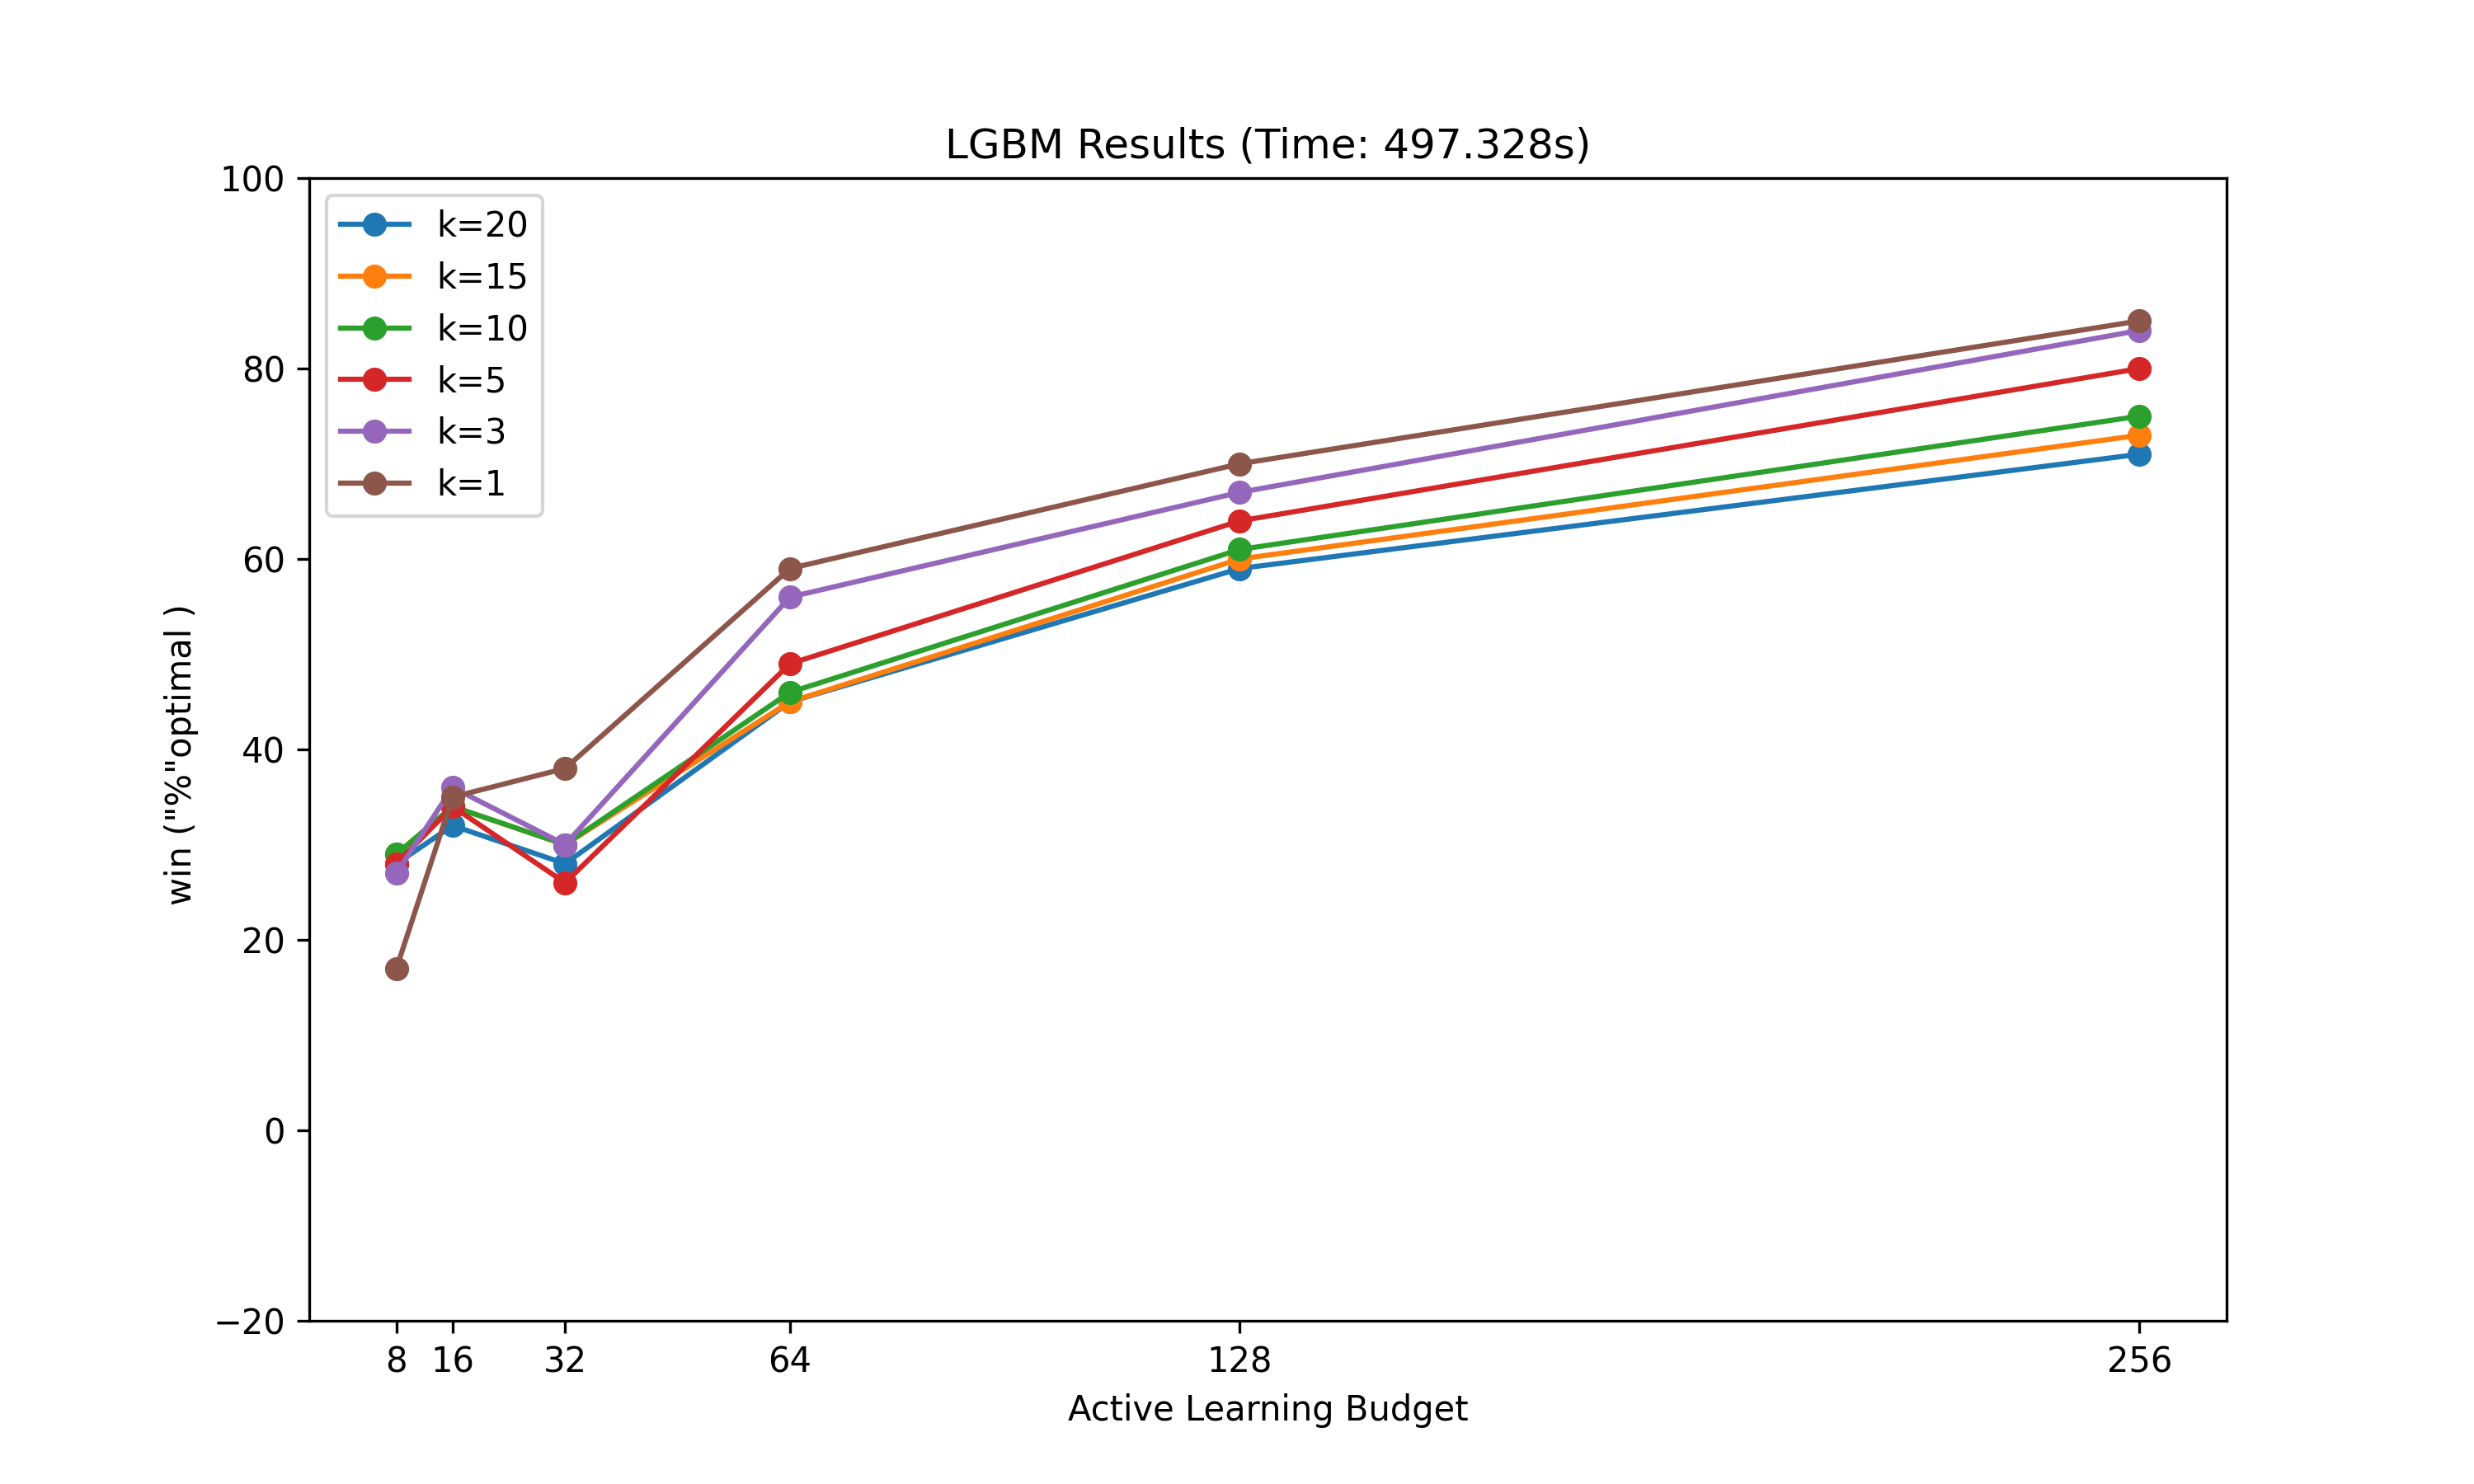 LGBM Results (Time: 497.328s)
100
80
60
40
20
0
−20
win ("%"optimal )
k=20
k=15
k=10
k=5
k=3
k=1
8 16 32 64 128 256
Active Learning Budget